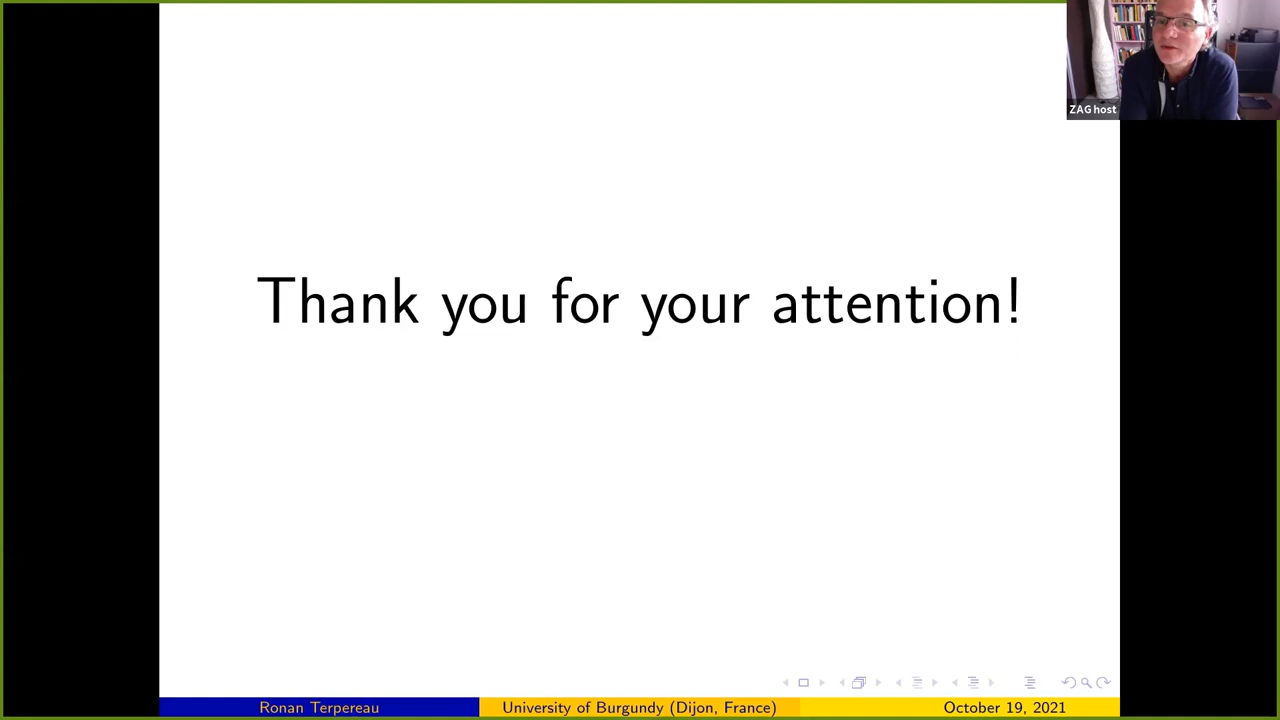 ZAG host
Thank you for your attention!
Ronan Terpereau
University of Burgundy (Dijon, France)
October 19, 2021